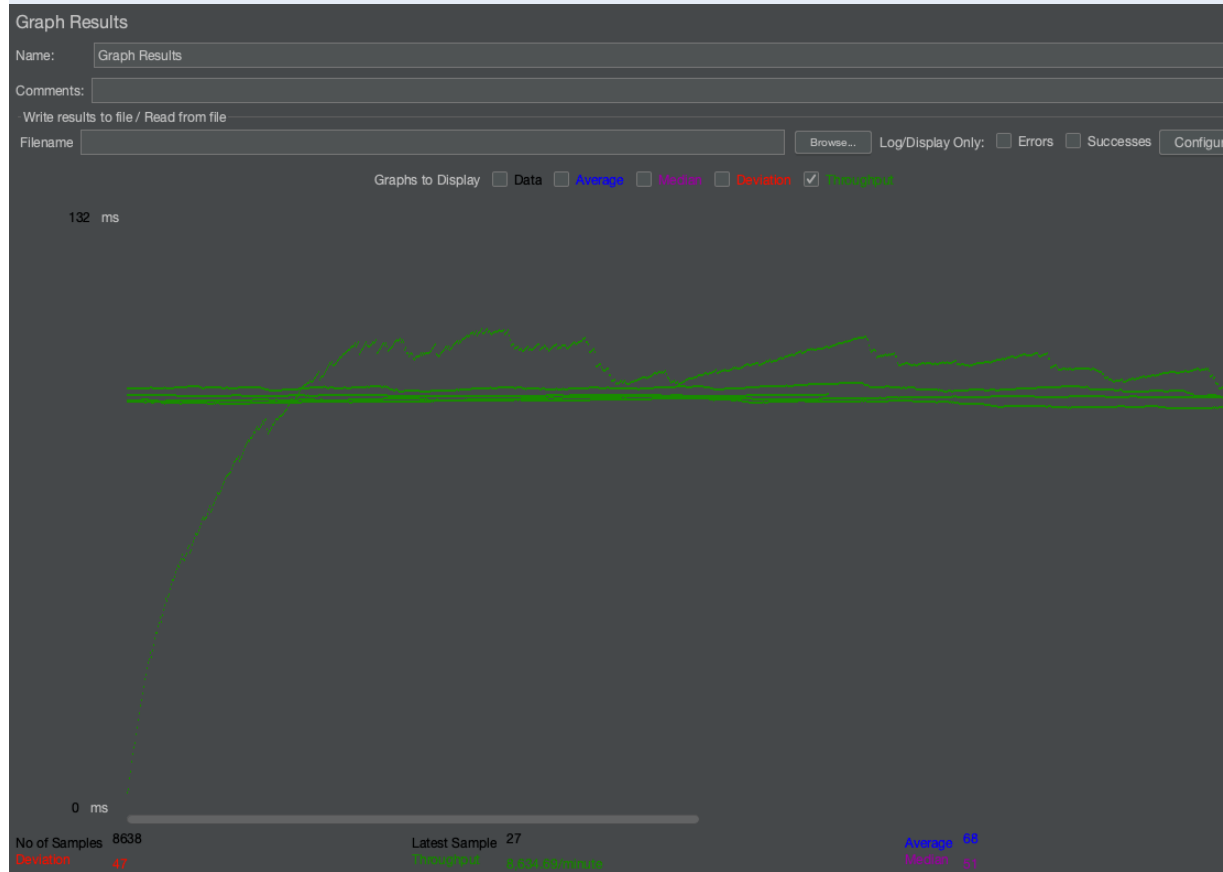 Graph Results
Name: Graph Results
Comments:
Write results to file / Read from file
Filename Browse... Log/Display Only: Errors Successes Configur
Graphs to Display Data Average Median Deviation Throughput
132 ms
0 ms
No of Samples 8638 Latest Sample 27 Average 68
Deviation 47 Throughput 8,634.69/minute Median 51